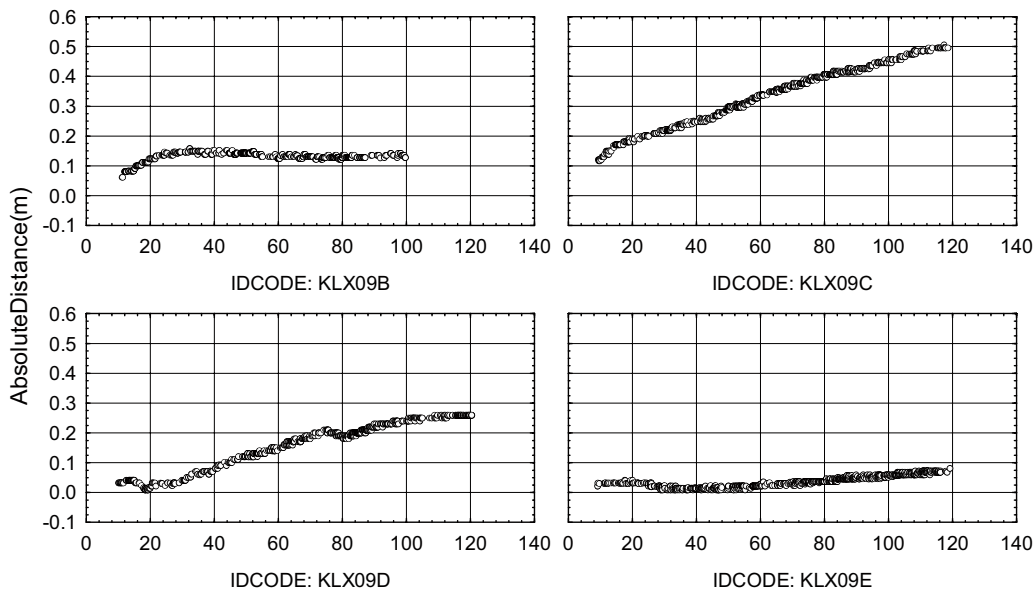 0.6
0.5
0.4
0.3
0.2
0.1
0.0
-0.1
0 20 40 60 80 100 120 140
IDCODE: KLX09B
0 20 40 60 80 100 120 140
IDCODE: KLX09C
AbsoluteDistance(m)
0.6
0.5
0.4
0.3
0.2
0.1
0.0
-0.1
0 20 40 60 80 100 120 140
IDCODE: KLX09D
0 20 40 60 80 100 120 140
IDCODE: KLX09E